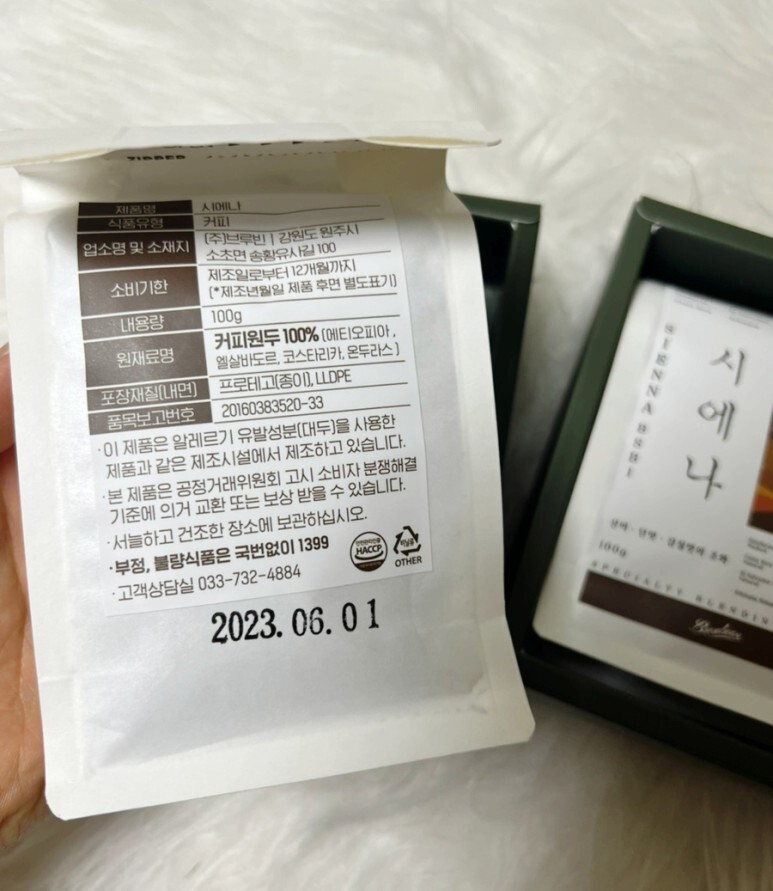 ZIPPER
제품명 시에나
식품유형 커피
업소명 및 소재지 (주)브루빈 | 강원도 원주시
소초면 송황유사길 100
소비기한 제조일로부터 12개월까지
(*제조년월일 제품 후면 별도표기)
내용량 100g
원재료명 커피원두 100% (에티오피아,
엘살바도르, 코스타리카, 온두라스)
포장재질(내면) 프로테고(종이), LLDPE
품목보고번호 20160383520-33
·이 제품은 알레르기 유발성분(대두)을 사용한
제품과 같은 제조시설에서 제조하고 있습니다.
·본 제품은 공정거래위원회 고시 소비자 분쟁해결
기준에 의거 교환 또는 보상 받을 수 있습니다.
·서늘하고 건조한 장소에 보관하십시오.
·부정, 불량식품은 국번없이 1399
·고객상담실 033-732-4884
HACCP
OTHER
2023. 06. 01
시에나
SIENNA
100g
SPECIALTY BLENDIN